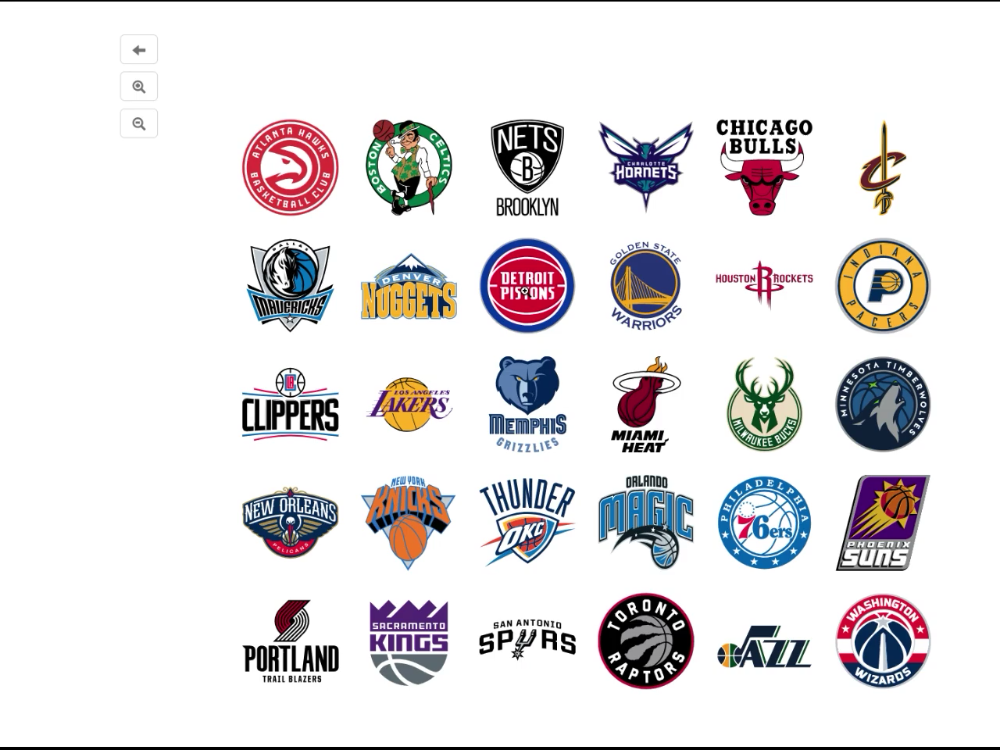 ATLANTA HAWKS
BASKETBALL CLUB
BOSTON
CELTICS
NETS
B
BROOKLYN
CHARLOTTE
HORNETS
CHICAGO
BULLS
C
DALLAS
MAVERICKS
DENVER
NUGGETS
DETROIT
PISTONS
GOLDEN STATE
WARRIORS
HOUSTON R ROCKETS
INDIANA
P
PACERS
LA
CLIPPERS
LOS ANGELES
LAKERS
MEMPHIS
GRIZZLIES
MIAMI
HEAT
MILWAUKEE BUCKS
MINNESOTA TIMBERWOLVES
NEW ORLEANS
PELICANS
NEW YORK
KNICKS
THUNDER
OKC
ORLANDO
MAGIC
PHILADELPHIA
76ers
PHOENIX
SUNS
PORTLAND
TRAIL BLAZERS
SACRAMENTO
KINGS
SAN ANTONIO
SPURS
TORONTO
RAPTORS
JAZZ
WASHINGTON
WIZARDS